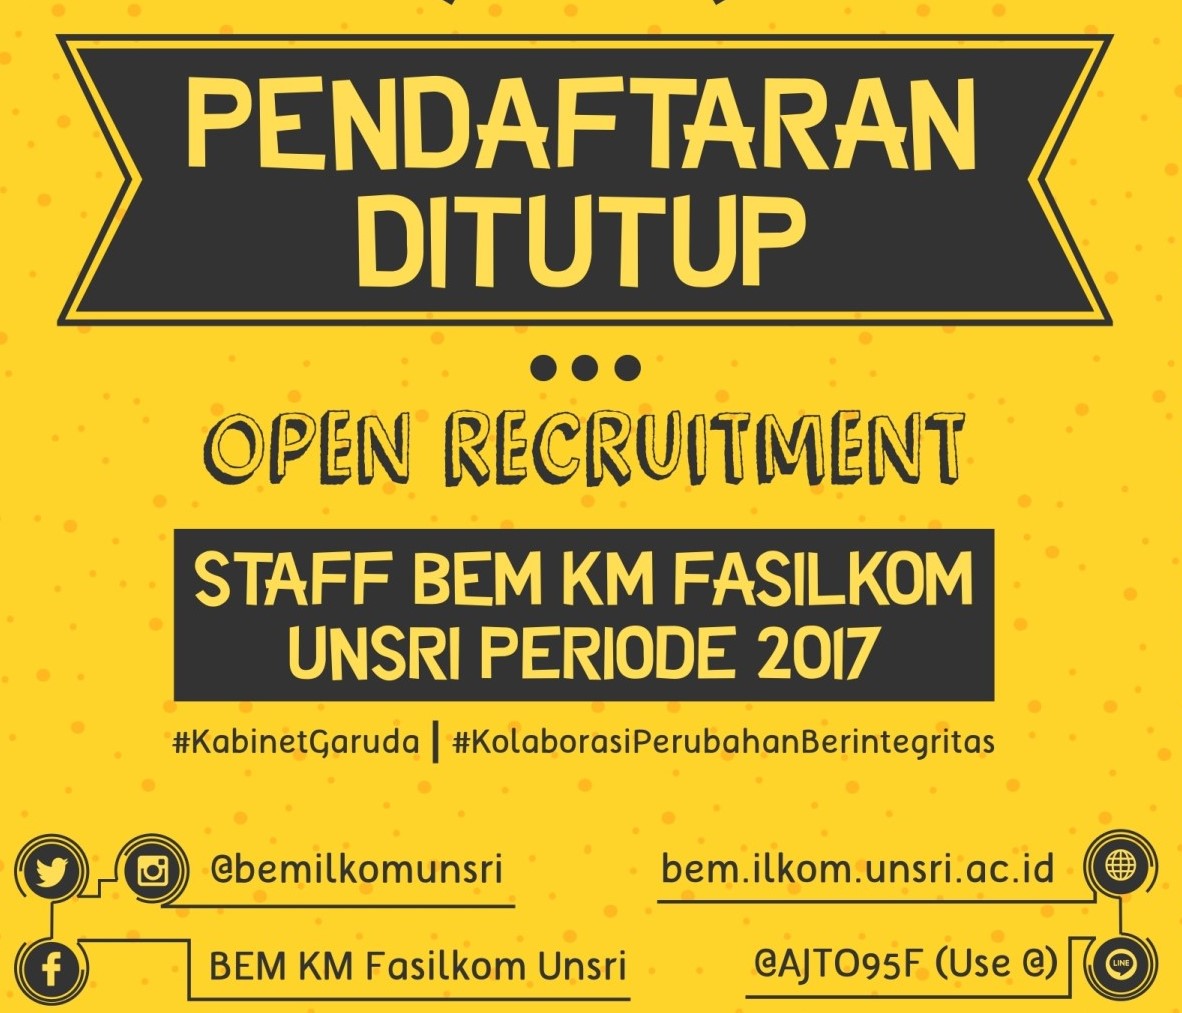 PENDAFTARAN
DITUTUP
OPEN RECRUITMENT
STAFF BEM KM FASILKOM
UNSRI PERIODE 2017
#KabinetGaruda | #KolaborasiPerubahanBerintegritas
@bemilkomunsri
bem.ilkom.unsri.ac.id
BEM KM Fasilkom Unsri
@AJTO95F (Use @)
LINE